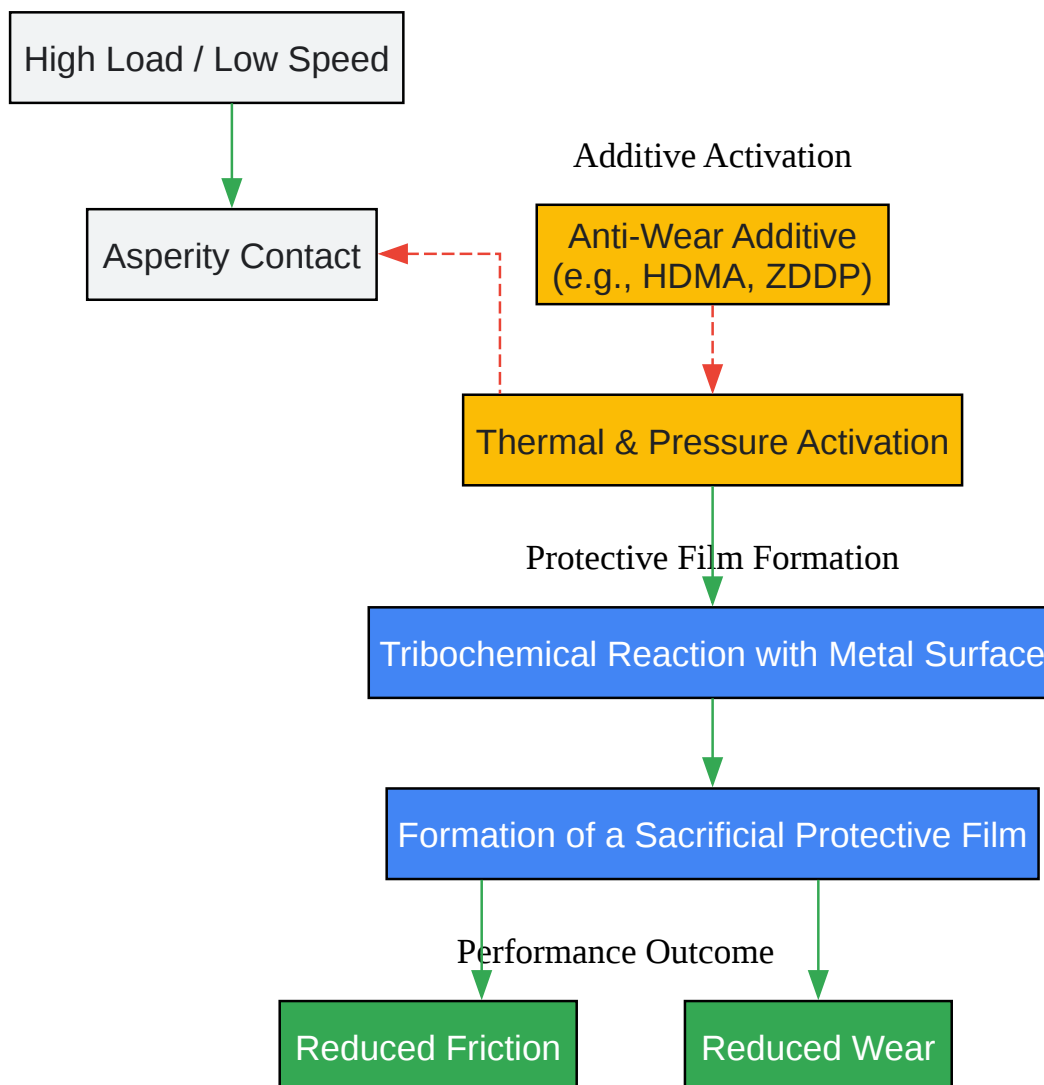 High Load / Low Speed
Additive Activation
Asperity Contact
Anti-Wear Additive
(e.g., HDMA, ZDDP)
Thermal & Pressure Activation
Protective Film Formation
Tribochemical Reaction with Metal Surface
Formation of a Sacrificial Protective Film
Performance Outcome
Reduced Friction
Reduced Wear